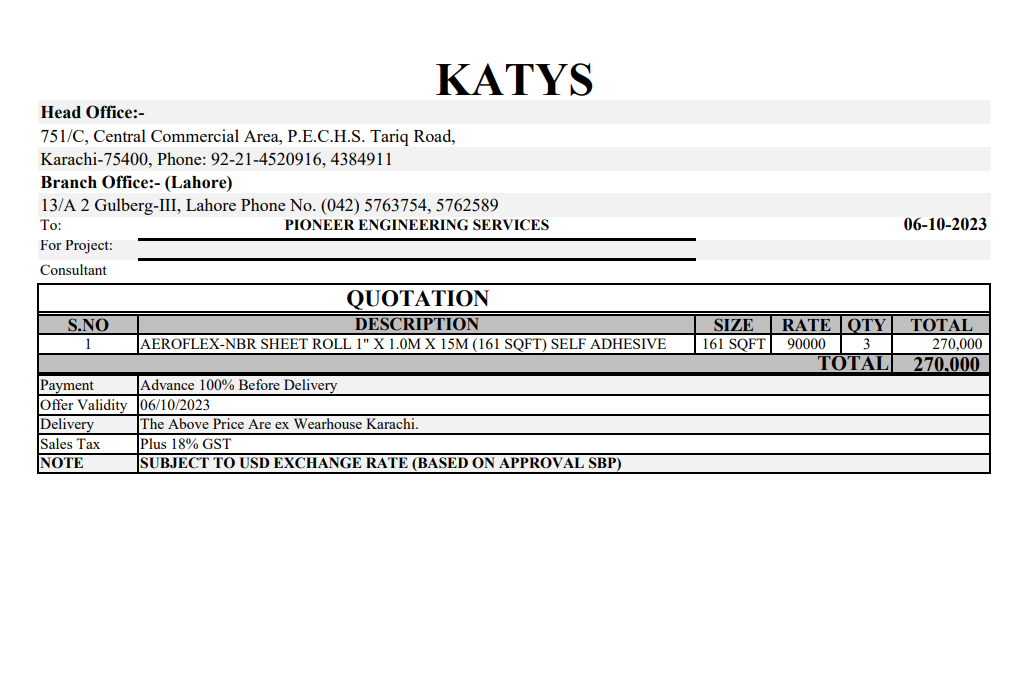 KATYS
Head Office:-
751/C, Central Commercial Area, P.E.C.H.S. Tariq Road,
Karachi-75400, Phone: 92-21-4520916, 4384911
Branch Office:- (Lahore)
13/A 2 Gulberg-III, Lahore Phone No. (042) 5763754, 5762589
To: PIONEER ENGINEERING SERVICES 06-10-2023
For Project:
Consultant
QUOTATION
S.NO DESCRIPTION SIZE RATE QTY TOTAL
1 AEROFLEX-NBR SHEET ROLL 1" X 1.0M X 15M (161 SQFT) SELF ADHESIVE 161 SQFT 90000 3 270,000
TOTAL 270,000
Payment Advance 100% Before Delivery
Offer Validity 06/10/2023
Delivery The Above Price Are ex Wearhouse Karachi.
Sales Tax Plus 18% GST
NOTE SUBJECT TO USD EXCHANGE RATE (BASED ON APPROVAL SBP)